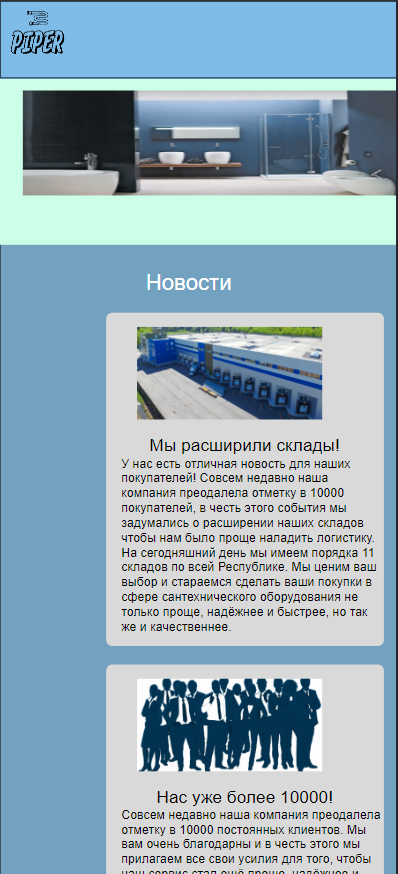 PIPER
Новости
Мы расширили склады!
У нас есть отличная новость для наших
покупателей! Совсем недавно наша
компания преодалела отметку в 10000
покупателей, в честь этого события мы
задумались о расширении наших складов
чтобы нам было проще наладить логистику.
На сегодняшний день мы имеем порядка 11
складов по всей Республике. Мы ценим ваш
выбор и стараемся сделать ваши покупки в
сфере сантехнического оборудования не
только проще, надёжнее и быстрее, но так
же и качественнее.
Нас уже более 10000!
Совсем недавно наша компания преодалела
отметку в 10000 постоянных клиентов. Мы
вам очень благодарны и в честь этого мы
прилагаем все свои усилия для того, чтобы
наш сервис стал ещё проще, надёжнее и